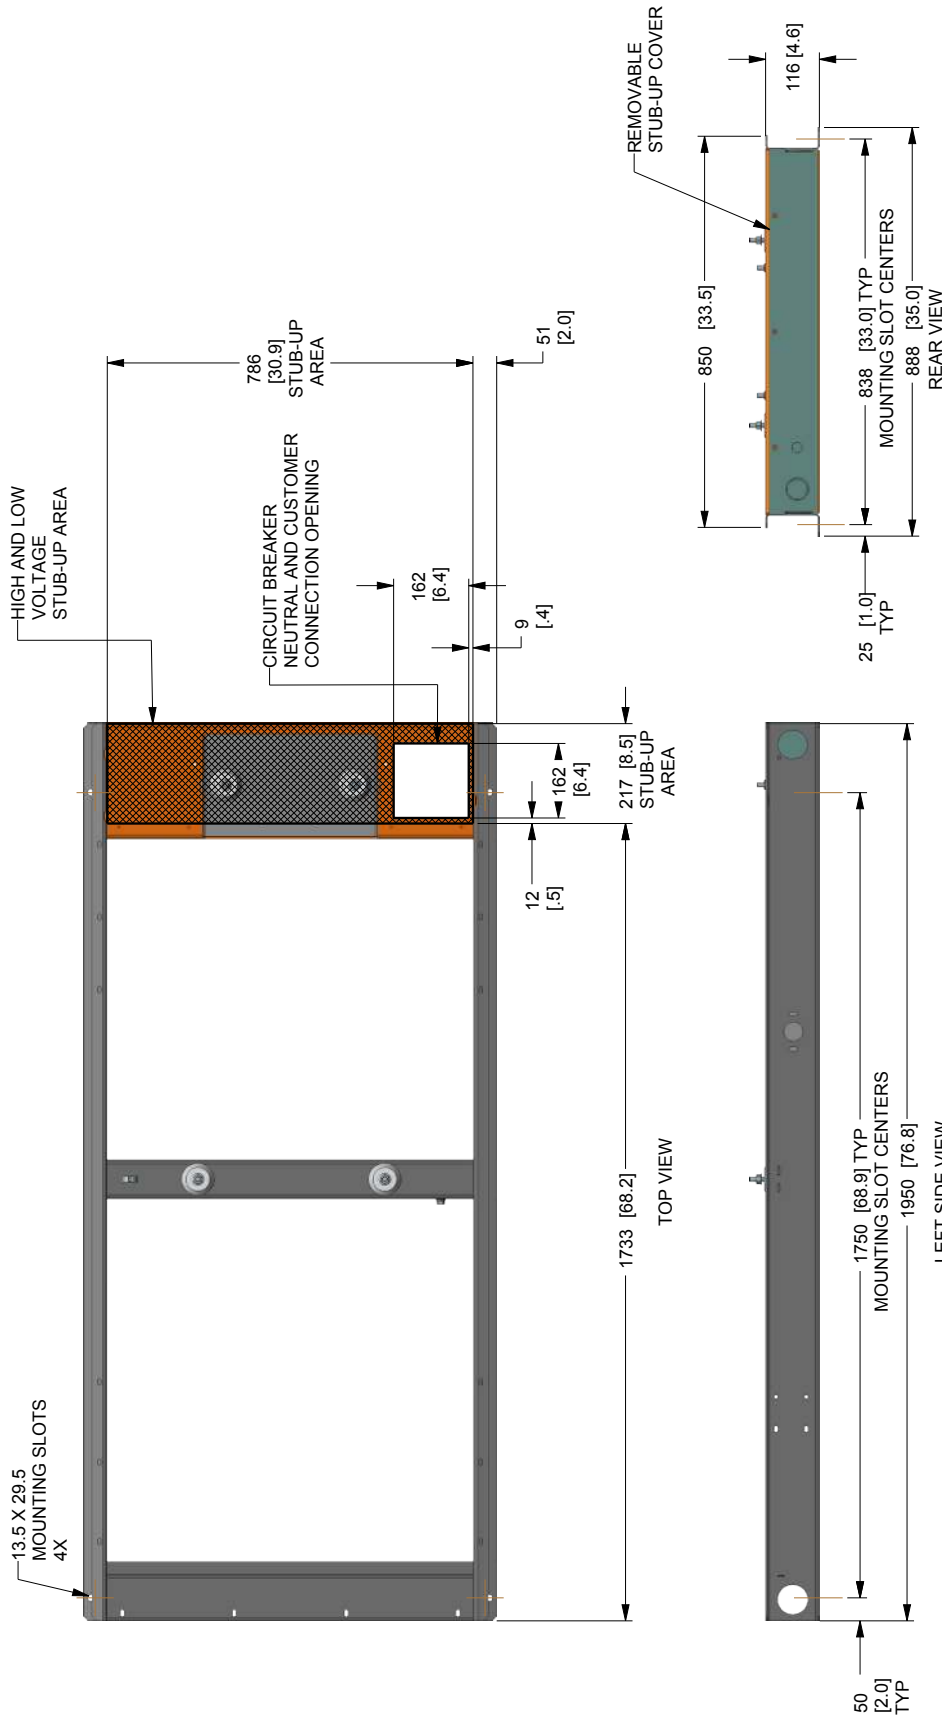 13.5 X 29.5
MOUNTING SLOTS
4X
HIGH AND LOW
VOLTAGE
STUB-UP AREA
CIRCUIT BREAKER
NEUTRAL AND CUSTOMER
CONNECTION OPENING
786
[30.9]
STUB-UP
AREA
51
[2.0]
162
[6.4]
9
[.4]
162
[6.4]
217 [8.5]
STUB-UP
AREA
12
[.5]
1733 [68.2]
TOP VIEW
REMOVABLE
STUB-UP COVER
116 [4.6]
850 [33.5]
838 [33.0] TYP
MOUNTING SLOT CENTERS
888 [35.0]
REAR VIEW
25 [1.0]
TYP
1750 [68.9] TYP
MOUNTING SLOT CENTERS
1950 [76.8]
LEFT SIDE VIEW
50
[2.0]
TYP